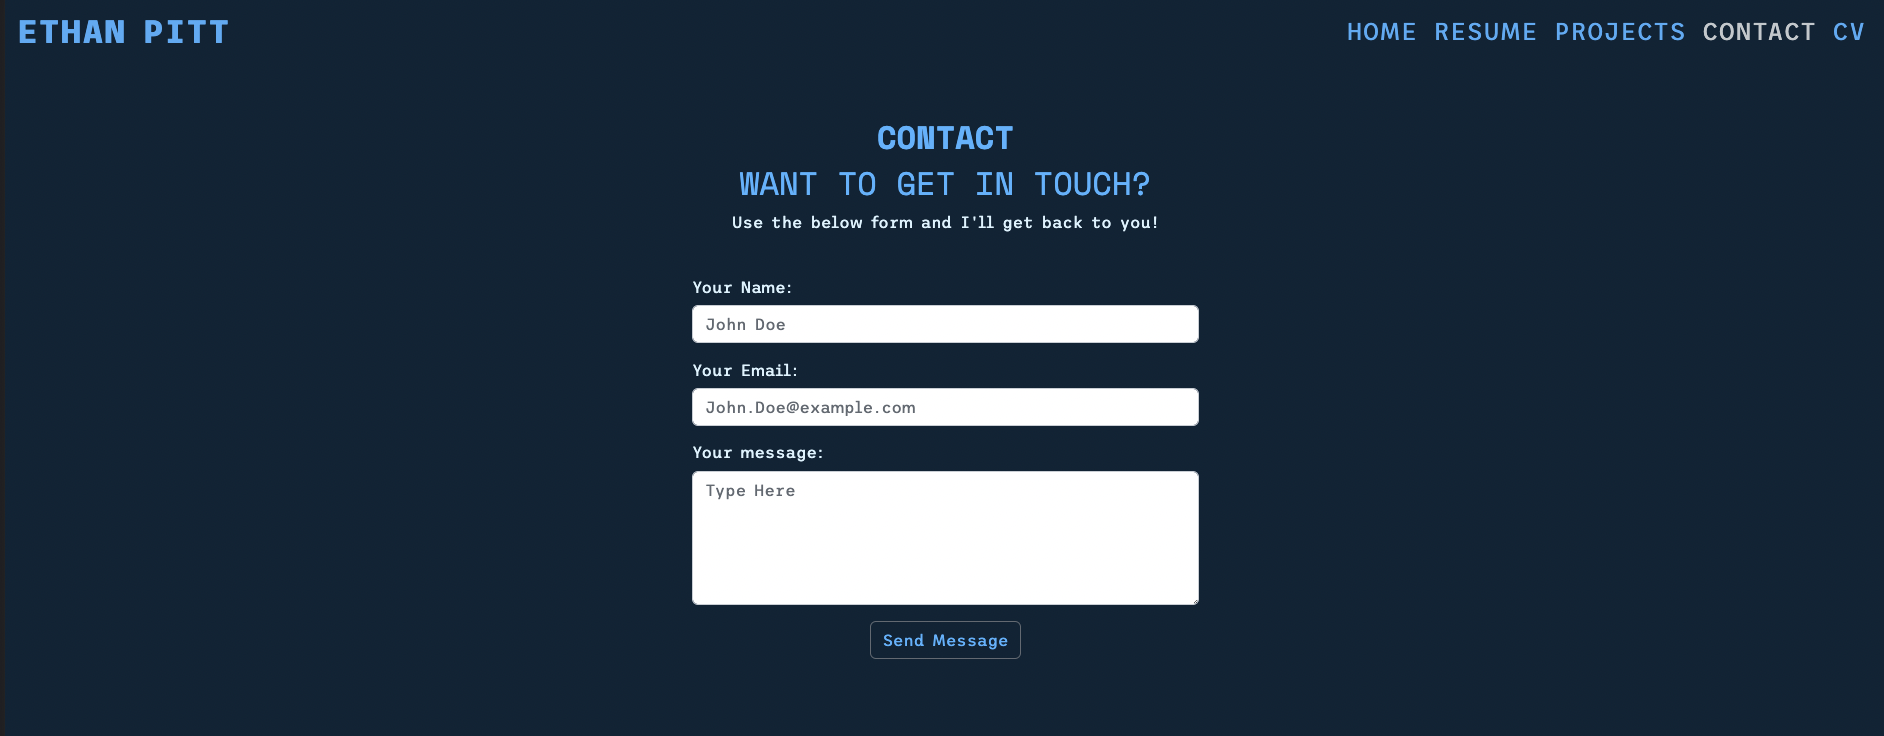 ETHAN PITT
HOME RESUME PROJECTS CONTACT CV
CONTACT
WANT TO GET IN TOUCH?
Use the below form and I'll get back to you!
Your Name:
John Doe
Your Email:
John.Doe@example.com
Your message:
Type Here
Send Message